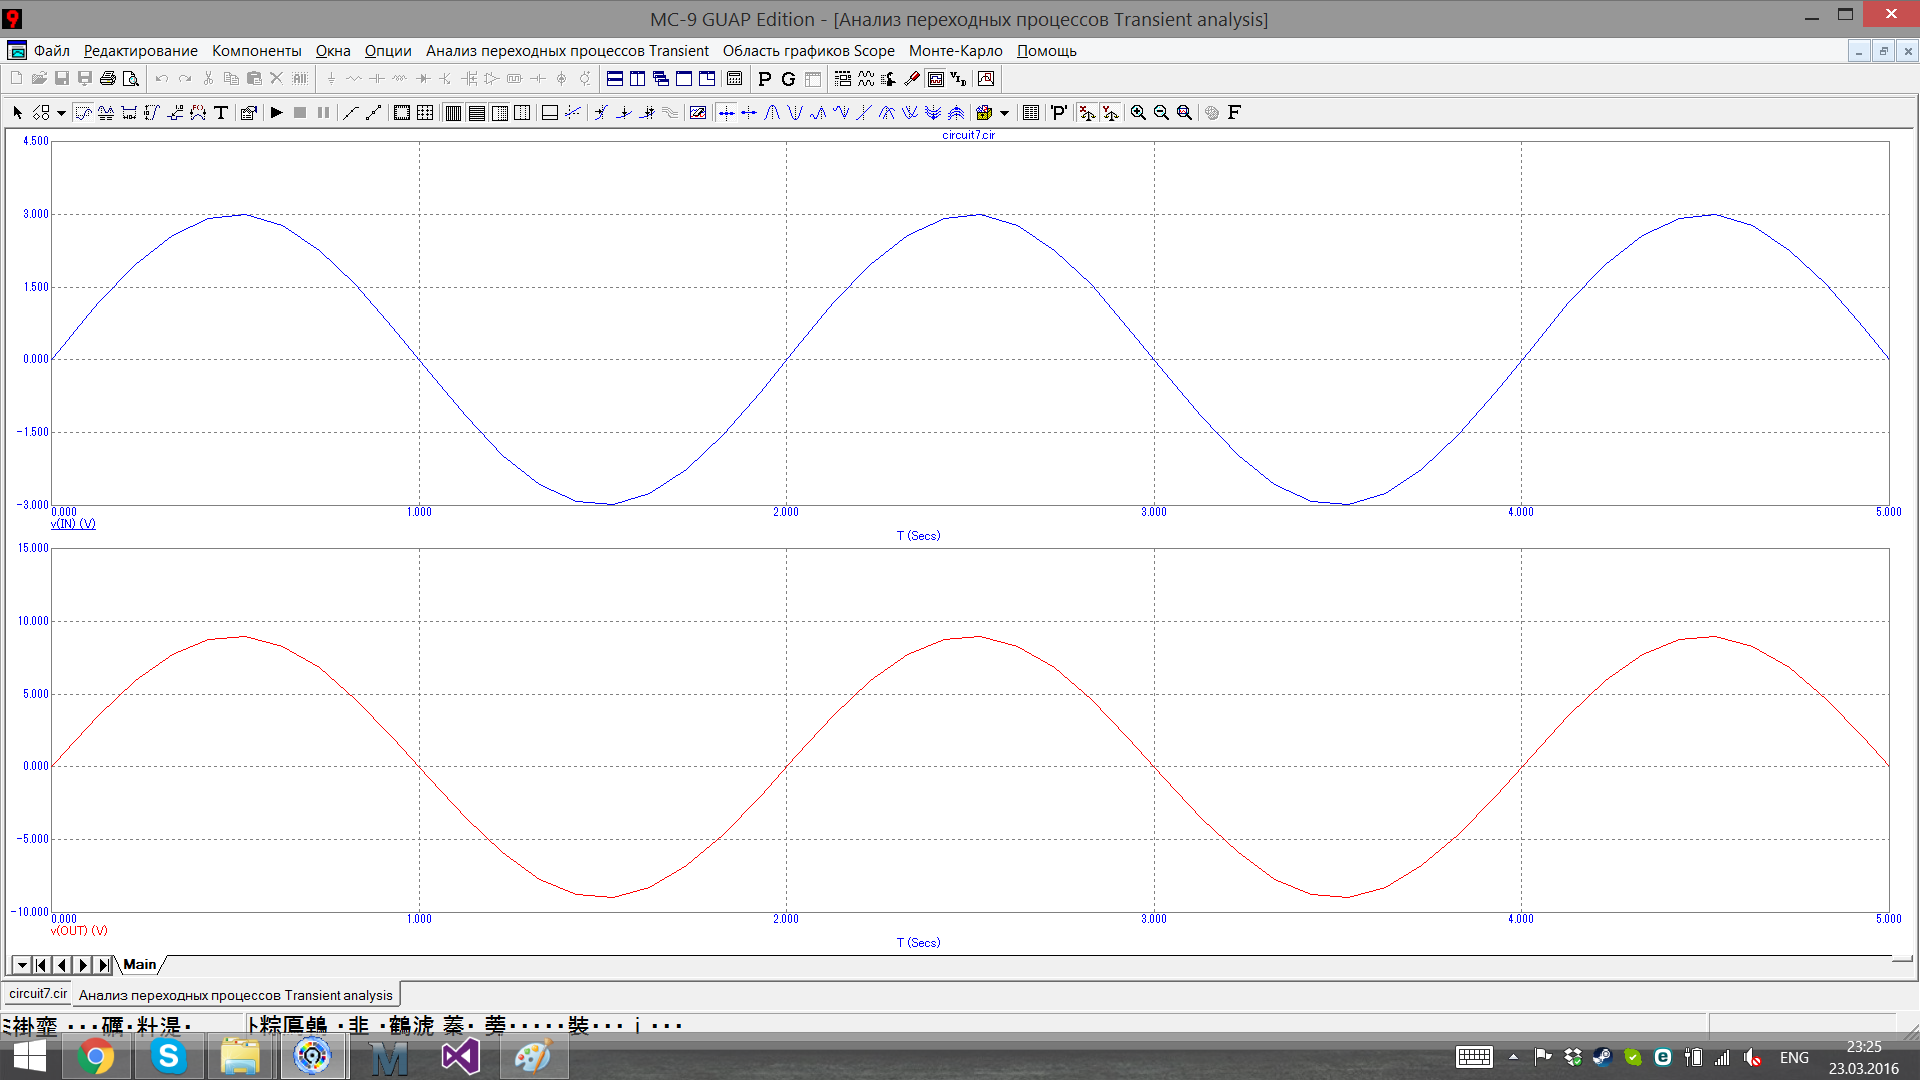 MC-9 GUAP Edition - [Анализ переходных процессов Transient analysis]
Файл Редактирование Компоненты Окна Опции Анализ переходных процессов Transient Область графиков Scope Монте-Карло Помощь
circuit7.cir
4.500
3.000
1.500
0.000
-1.500
-3.000
0.000 1.000 2.000 3.000 4.000 5.000
v(IN) (V)
T (Secs)
15.000
10.000
5.000
0.000
-5.000
-10.000
0.000 1.000 2.000 3.000 4.000 5.000
v(OUT) (V)
T (Secs)
Main
circuit7.cir Анализ переходных процессов Transient analysis
ENG
23:25
23.03.2016